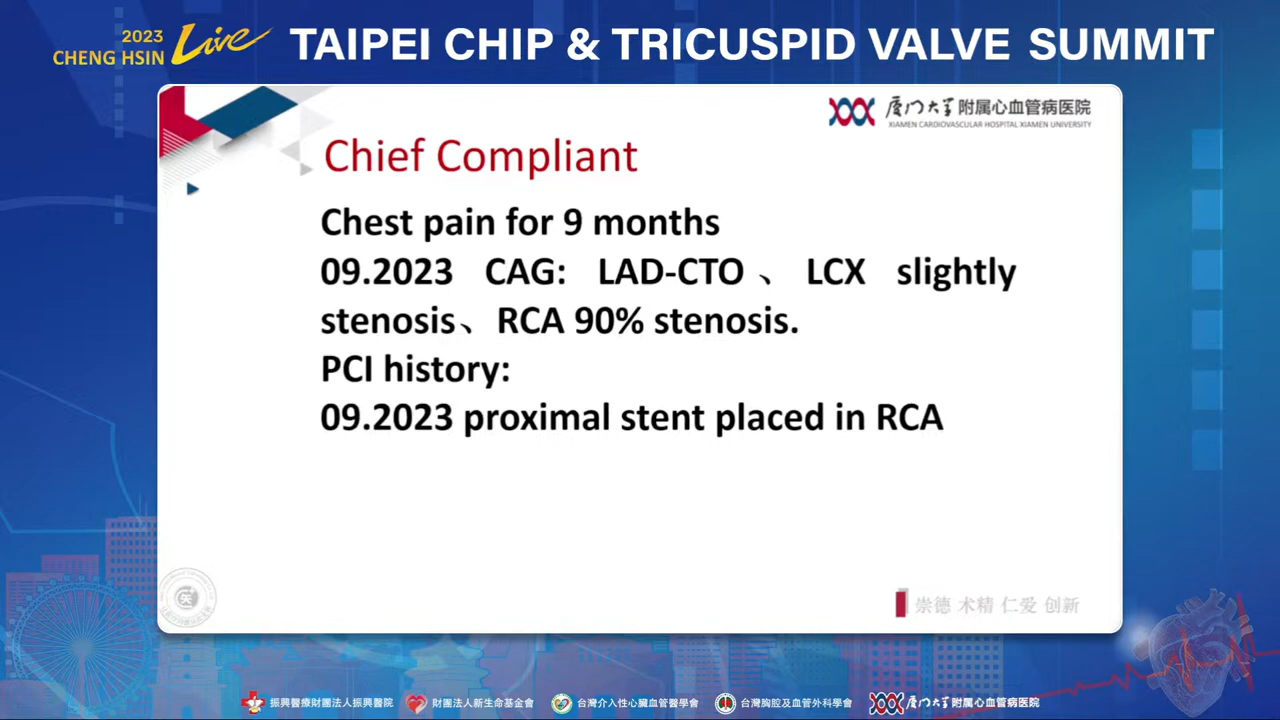 2023
CHENG HSIN Live TAIPEI CHIP & TRICUSPID VALVE SUMMIT
厦门大学附属心血管病医院
XIAMEN CARDIOVASCULAR HOSPITAL XIAMEN UNIVERSITY
Chief Compliant
Chest pain for 9 months
09.2023 CAG: LAD-CTO、 LCX slightly
stenosis、RCA 90% stenosis.
PCI history:
09.2023 proximal stent placed in RCA
崇德 术精 仁爱 创新
振興醫療財團法人振興醫院 財團法人新生命基金會 台灣介入性心臟血管醫學會 台灣胸腔及血管外科學會 厦门大学附属心血管病医院